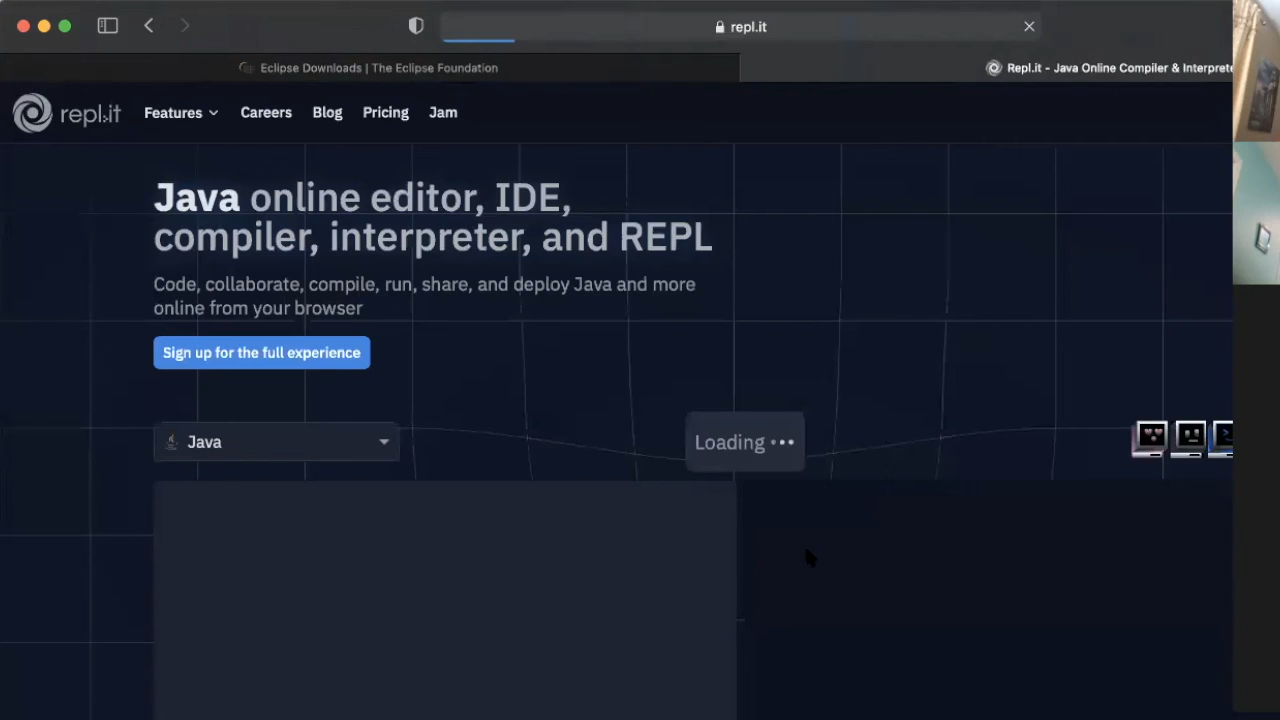 repl.it
Eclipse Downloads | The Eclipse Foundation
Repl.it - Java Online Compiler & Interprete
repl.it
Features
Careers
Blog
Pricing
Jam
Java online editor, IDE,
compiler, interpreter, and REPL
Code, collaborate, compile, run, share, and deploy Java and more
online from your browser
Sign up for the full experience
Java
Loading •••